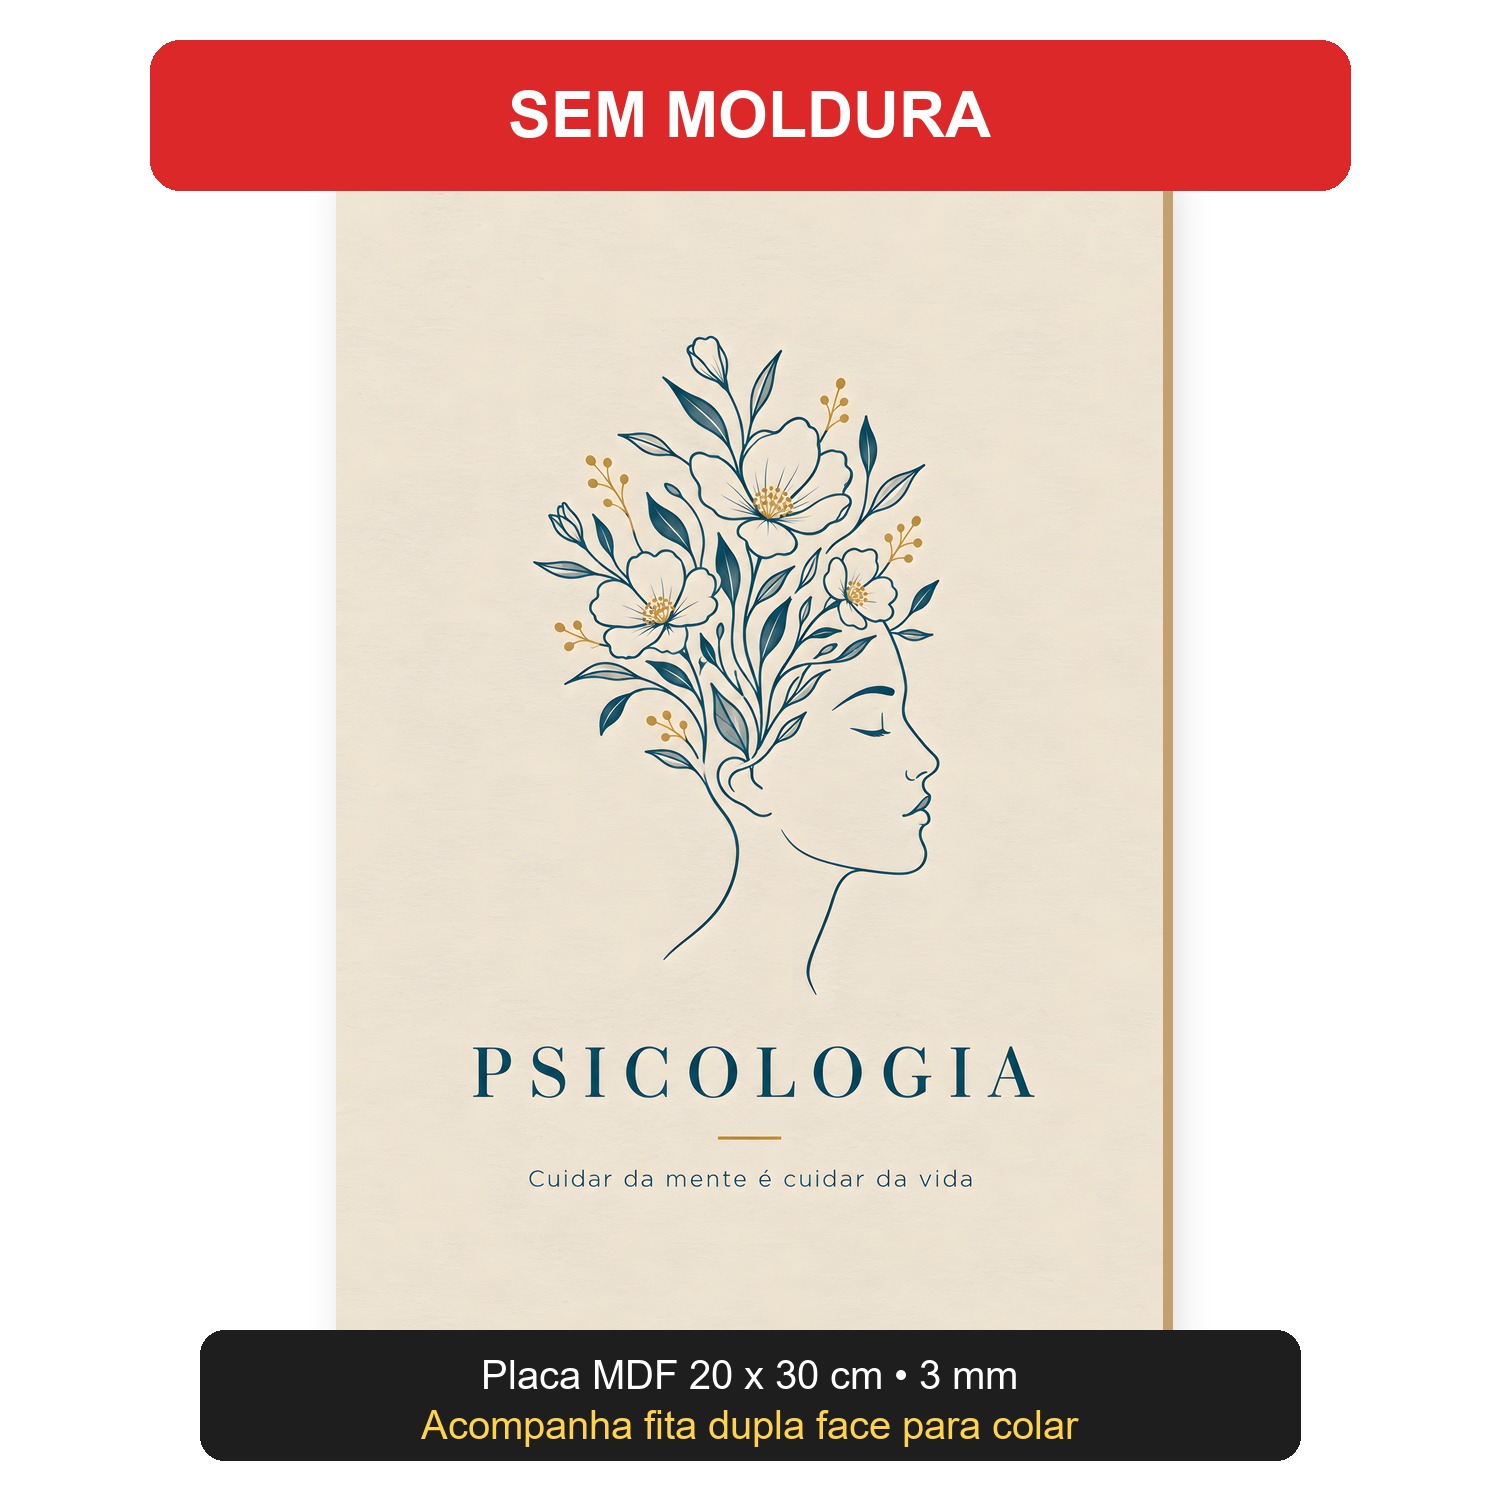 SEM MOLDURA
PSICOLOGIA
Cuidar da mente é cuidar da vida
Placa MDF 20 x 30 cm • 3 mm
Acompanha fita dupla face para colar